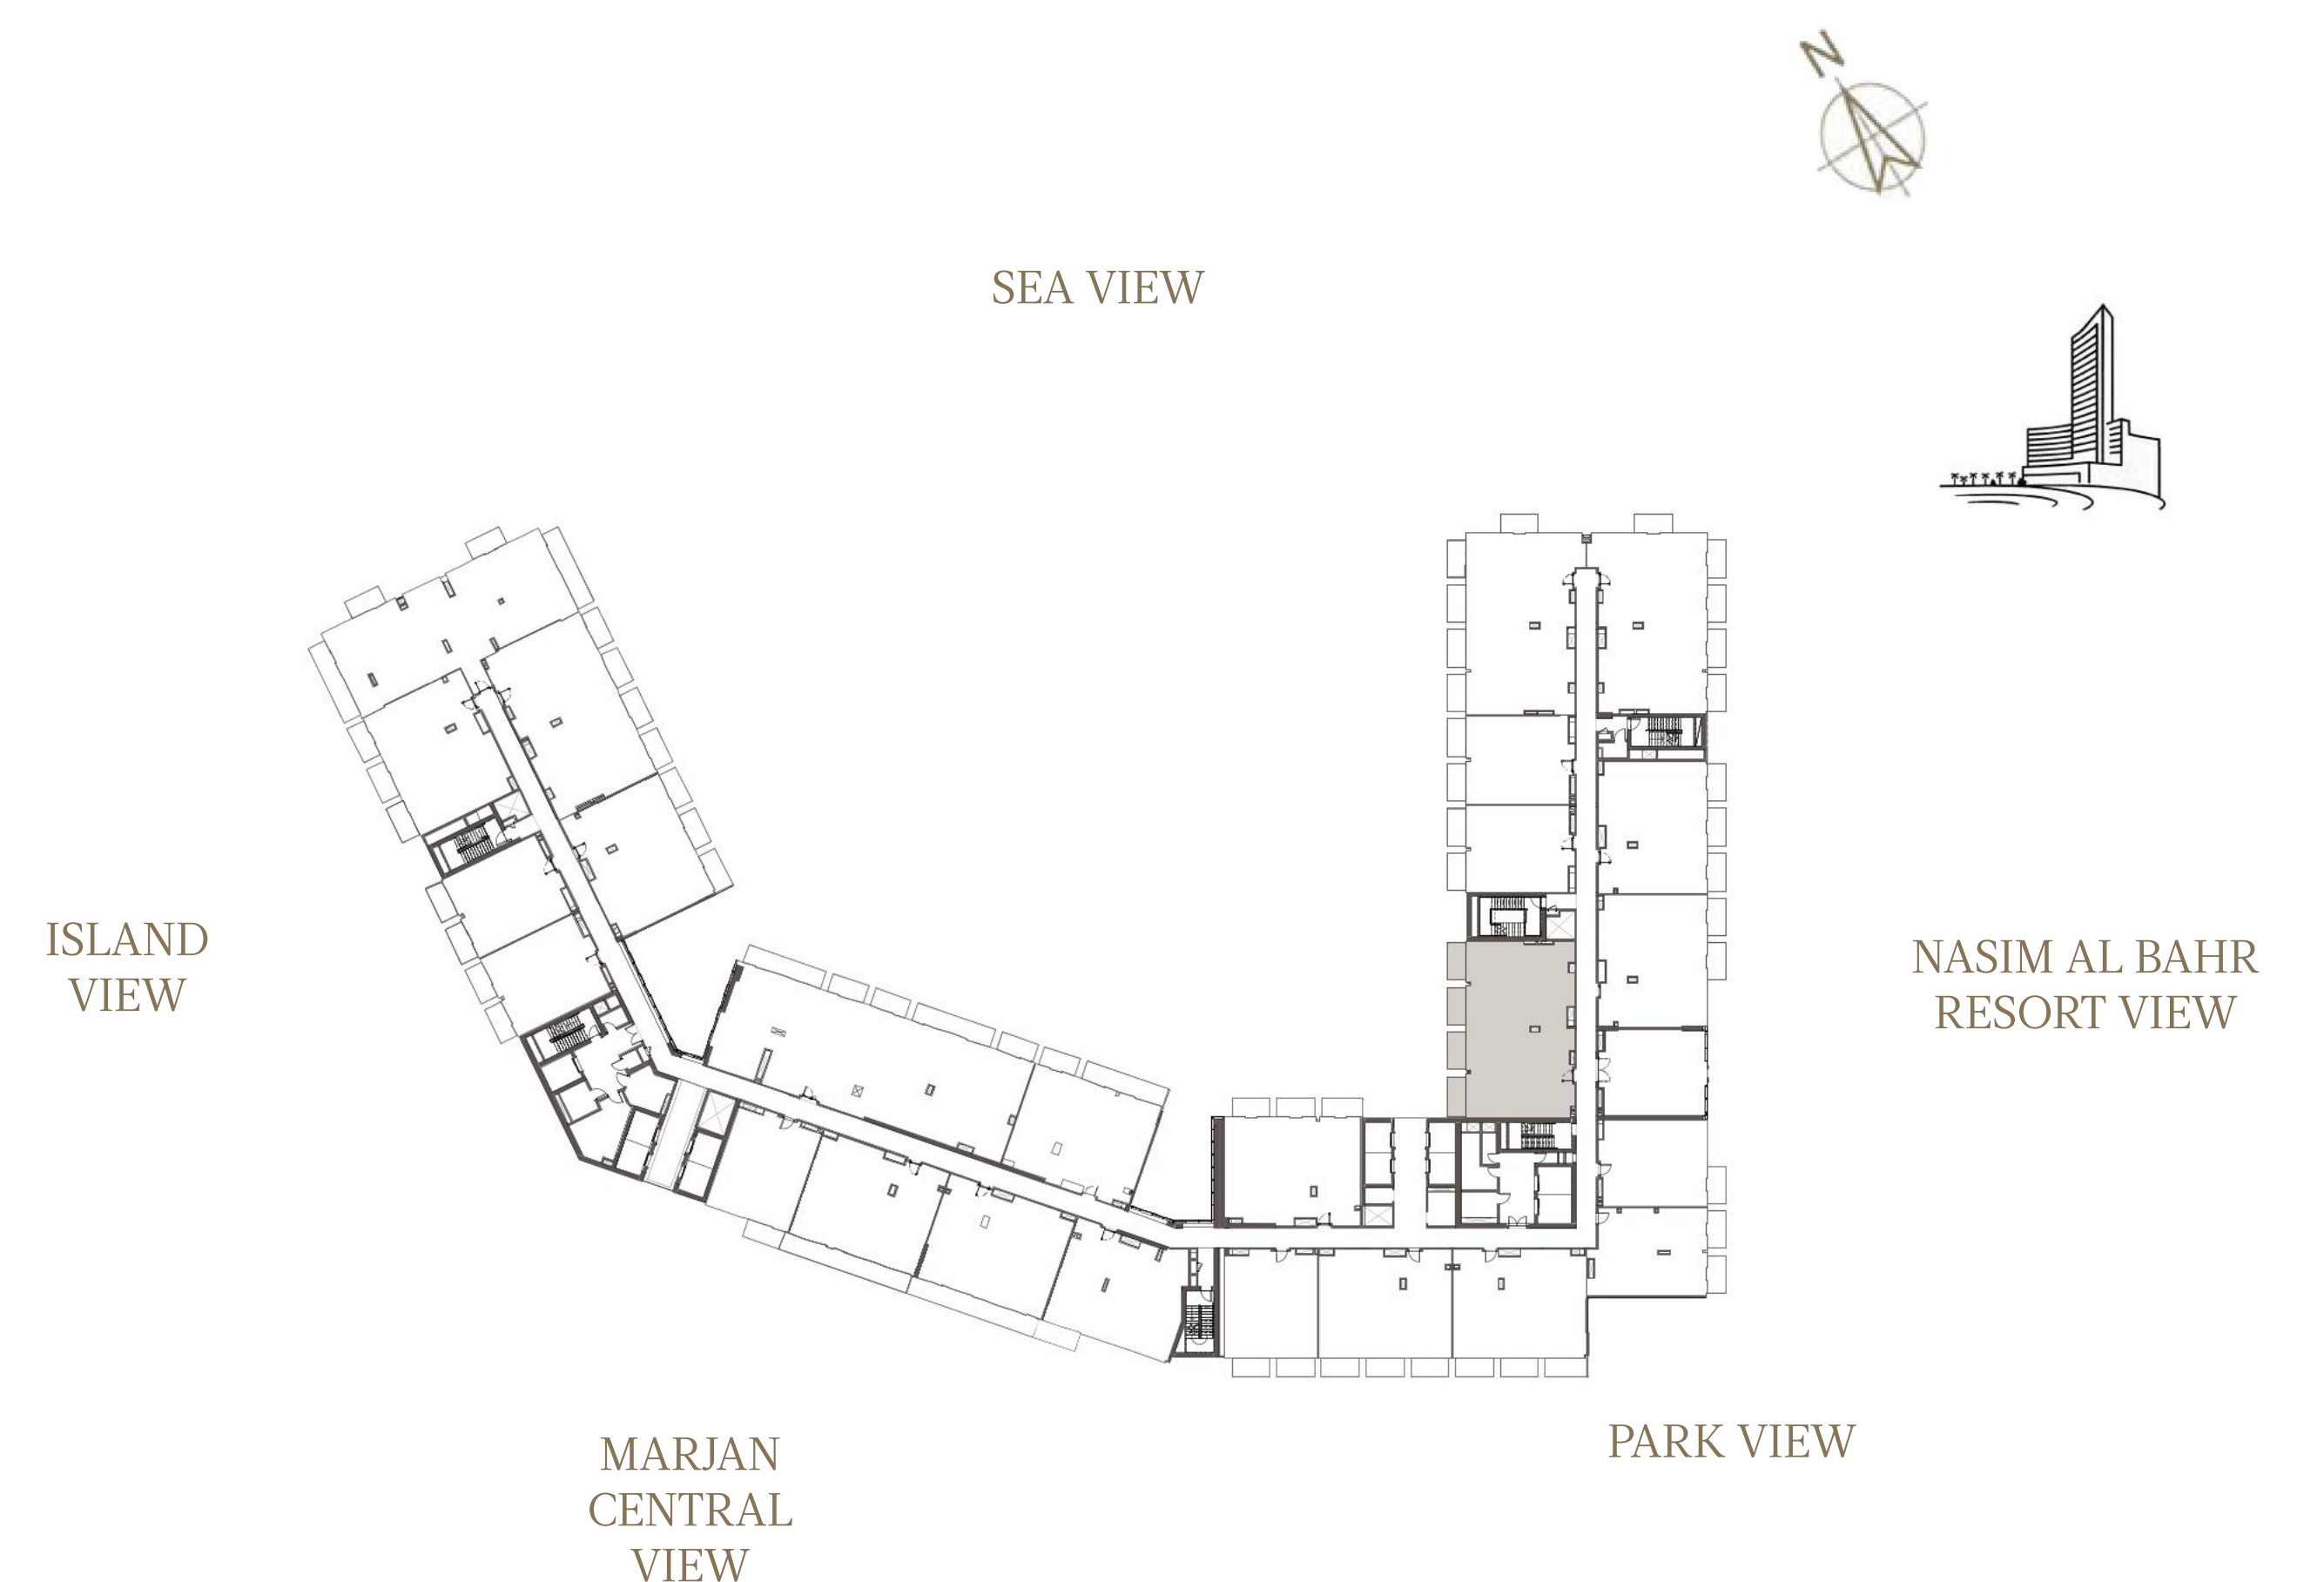 N
SEA VIEW
ISLAND
VIEW
NASIM AL BAHR
RESORT VIEW
MARJAN
CENTRAL
VIEW
PARK VIEW